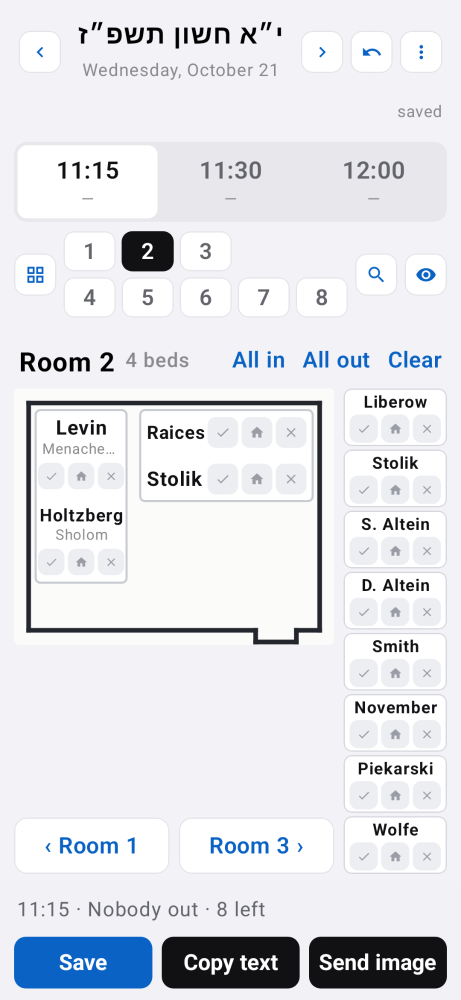 י״א חשון תשפ״ז
Wednesday, October 21
saved
11:15
–
11:30
–
12:00
–
1
2
3
4
5
6
7
8
Room 2
4 beds
All in
All out
Clear
Levin
Menache…
Holtzberg
Sholom
Raices
Stolik
Liberow
Stolik
S. Altein
D. Altein
Smith
November
Piekarski
Wolfe
‹ Room 1
Room 3 ›
11:15 · Nobody out · 8 left
Save
Copy text
Send image